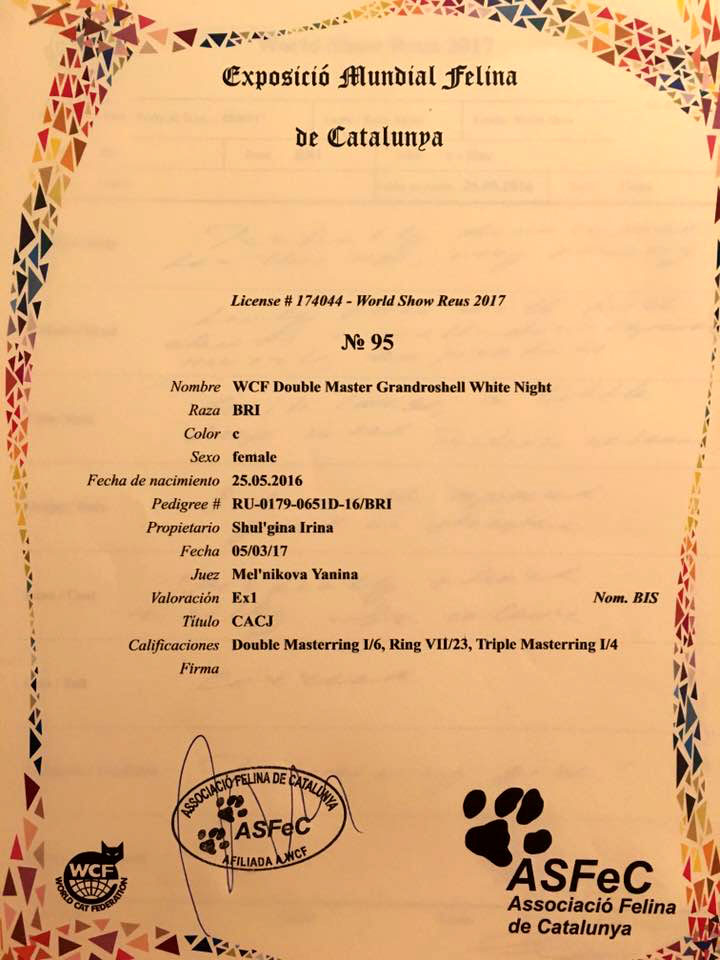 Exposició Mundial Felina
de Catalunya
License # 174044 - World Show Reus 2017
№ 95
Nombre WCF Double Master Grandroshell White Night
Raza BRI
Color c
Sexo female
Fecha de nacimiento 25.05.2016
Pedigree # RU-0179-0651D-16/BRI
Propietario Shul'gina Irina
Fecha 05/03/17
Juez Mel'nikova Yanina
Valoración Ex1 Nom. BIS
Título CACJ
Calificaciones Double Masterring I/6, Ring VII/23, Triple Masterring I/4
Firma
ASSOCIACIÓ FELINA DE CATALUNYA
ASFeC
AFILIADA A WCF
WCF
WORLD CAT FEDERATION
ASFeC
Associació Felina
de Catalunya